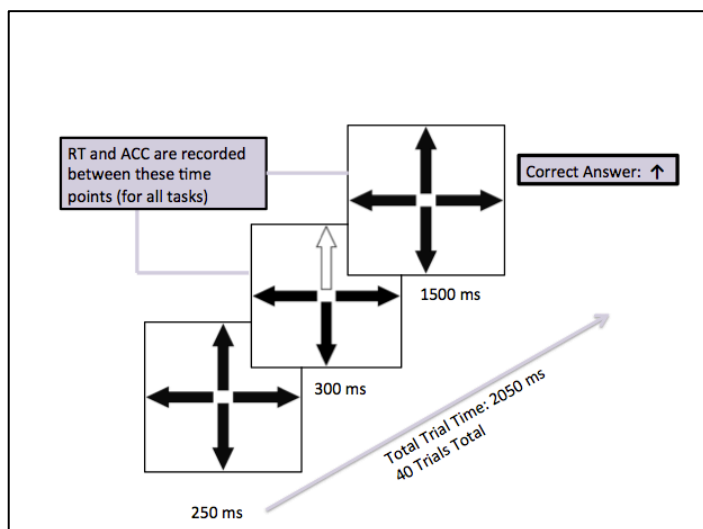 RT and ACC are recorded
between these time
points (for all tasks)
Correct Answer: ↑
1500 ms
300 ms
250 ms
Total Trial Time: 2050 ms
40 Trials Total